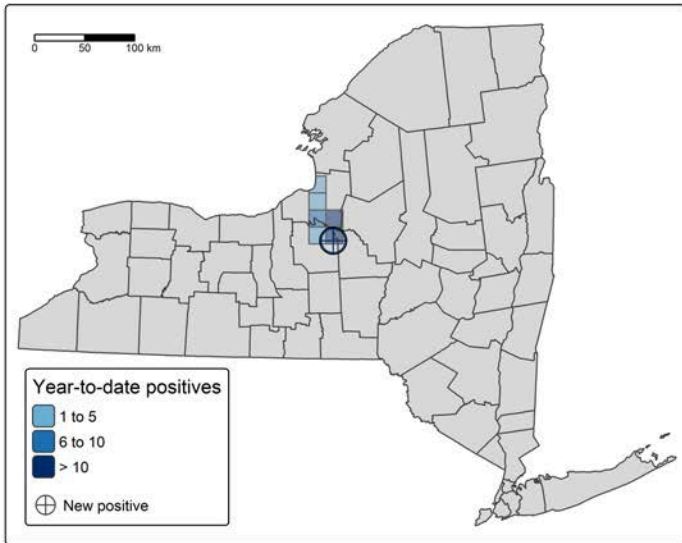 0 50 100 km
Year-to-date positives
1 to 5
6 to 10
> 10
New positive